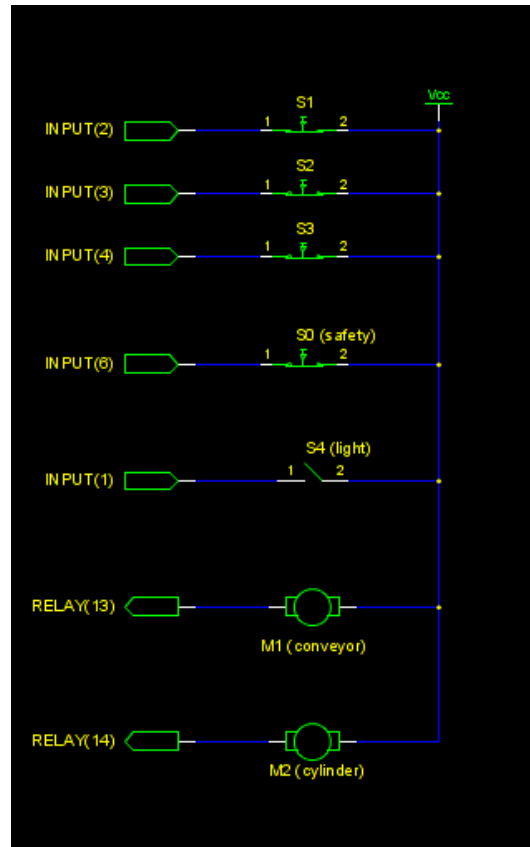 Vcc
S1
INPUT(2) 1 2
S2
INPUT(3) 1 2
S3
INPUT(4) 1 2
S0 (safety)
INPUT(6) 1 2
S4 (light)
INPUT(1) 1 2
RELAY(13)
M1 (conveyor)
RELAY(14)
M2 (cylinder)